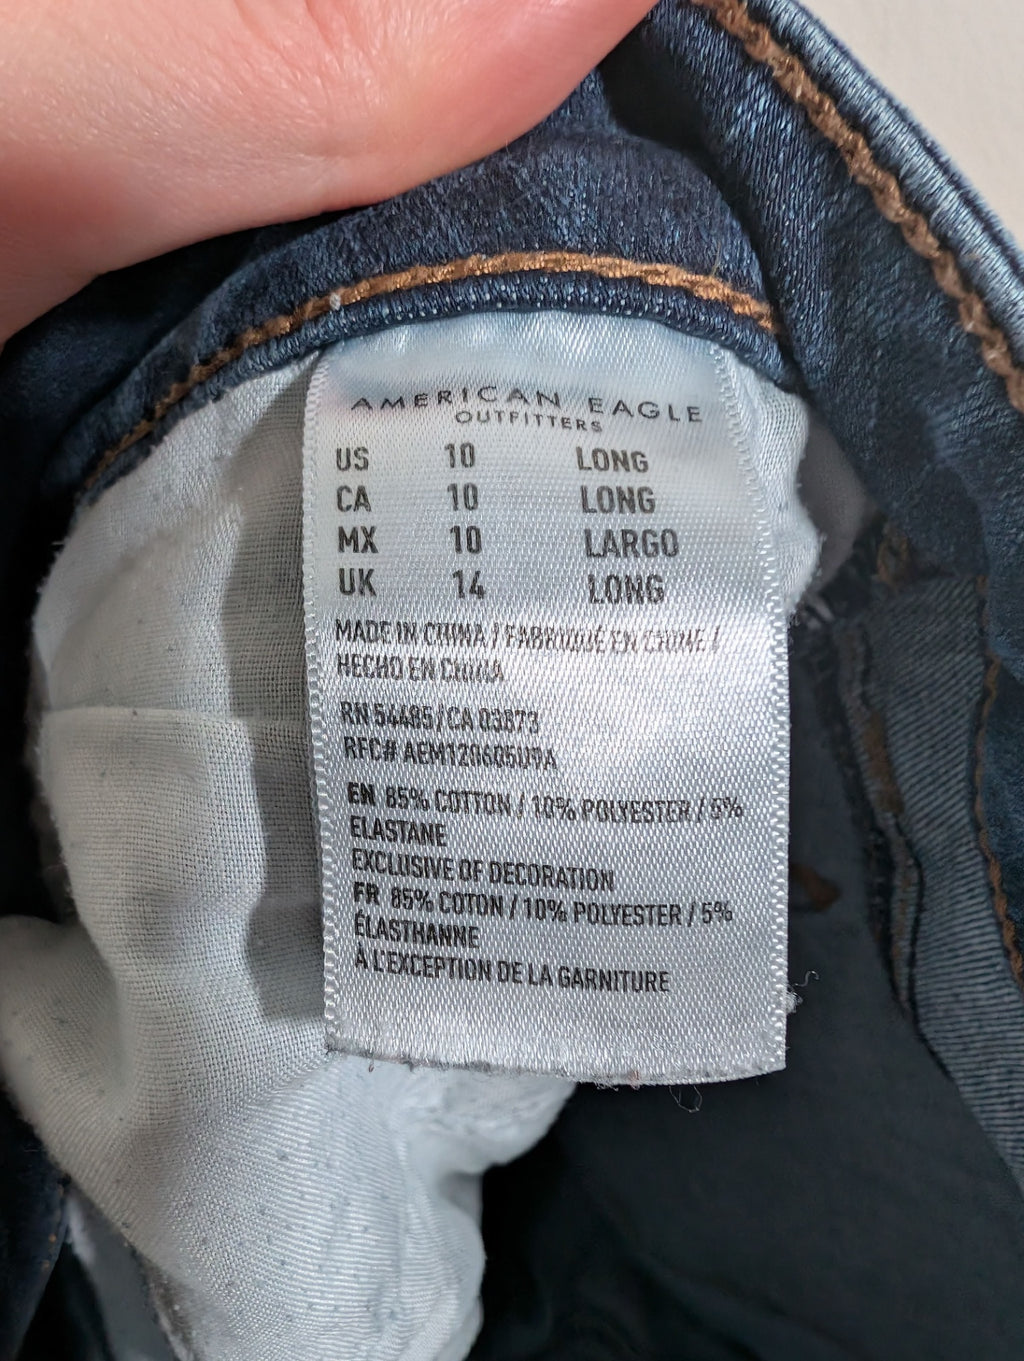 AMERICAN EAGLE
OUTFITTERS
US 10 LONG
CA 10 LONG
MX 10 LARGO
UK 14 LONG
MADE IN CHINA / FABRIQUÉ EN CHINE /
HECHO EN CHINA
RN 54485/CA 03873
RFC# AEM120605U9A
EN 85% COTTON / 10% POLYESTER / 5%
ELASTANE
EXCLUSIVE OF DECORATION
FR 85% COTON / 10% POLYESTER / 5%
ÉLASTHANNE
À L'EXCEPTION DE LA GARNITURE